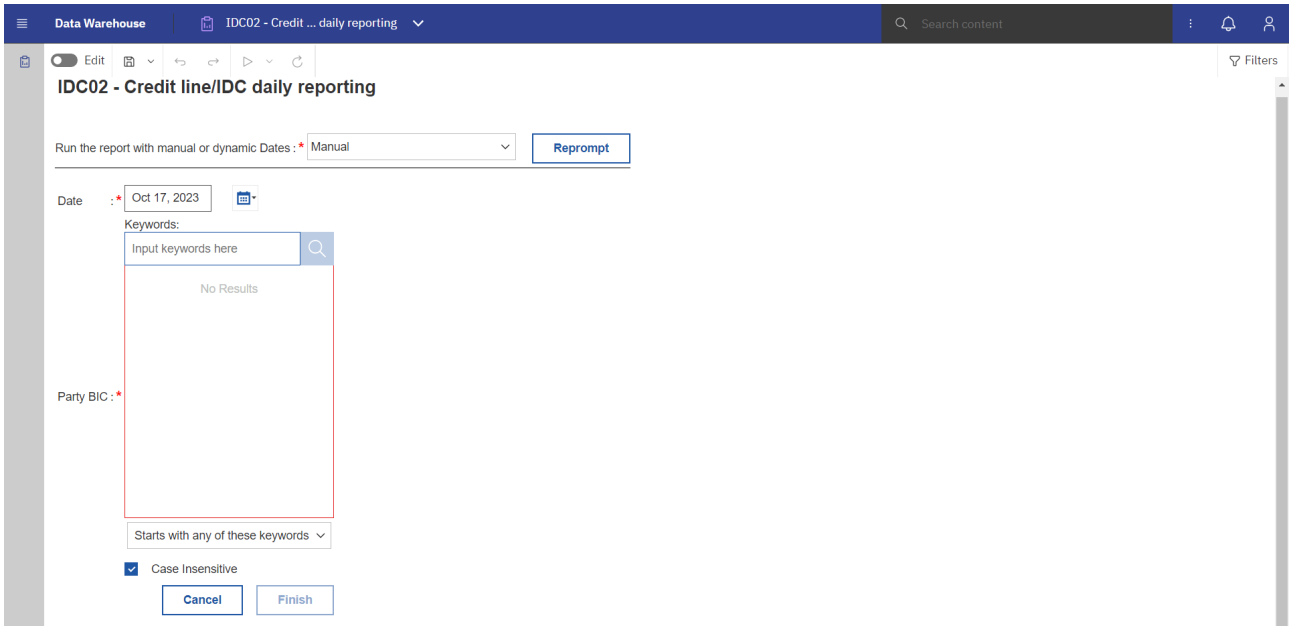 Data Warehouse
IDC02 - Credit ... daily reporting
Search content
Edit
Filters
IDC02 - Credit line/IDC daily reporting
Run the report with manual or dynamic Dates : * Manual
Reprompt
Date : * Oct 17, 2023
Keywords:
Input keywords here
No Results
Party BIC : *
Starts with any of these keywords
Case Insensitive
Cancel
Finish